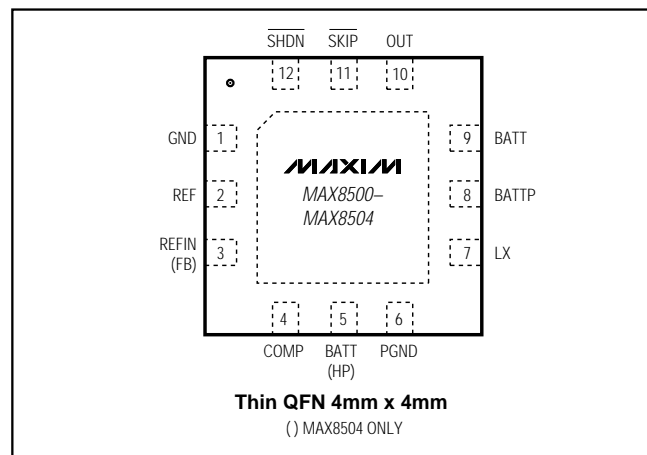 SHDN SKIP OUT
12 11 10
GND 1 9 BATT
MAXIM
REF 2 MAX8500– 8 BATTP
MAX8504
REFIN 3 7 LX
(FB)
4 5 6
COMP BATT PGND
(HP)
Thin QFN 4mm x 4mm
( ) MAX8504 ONLY